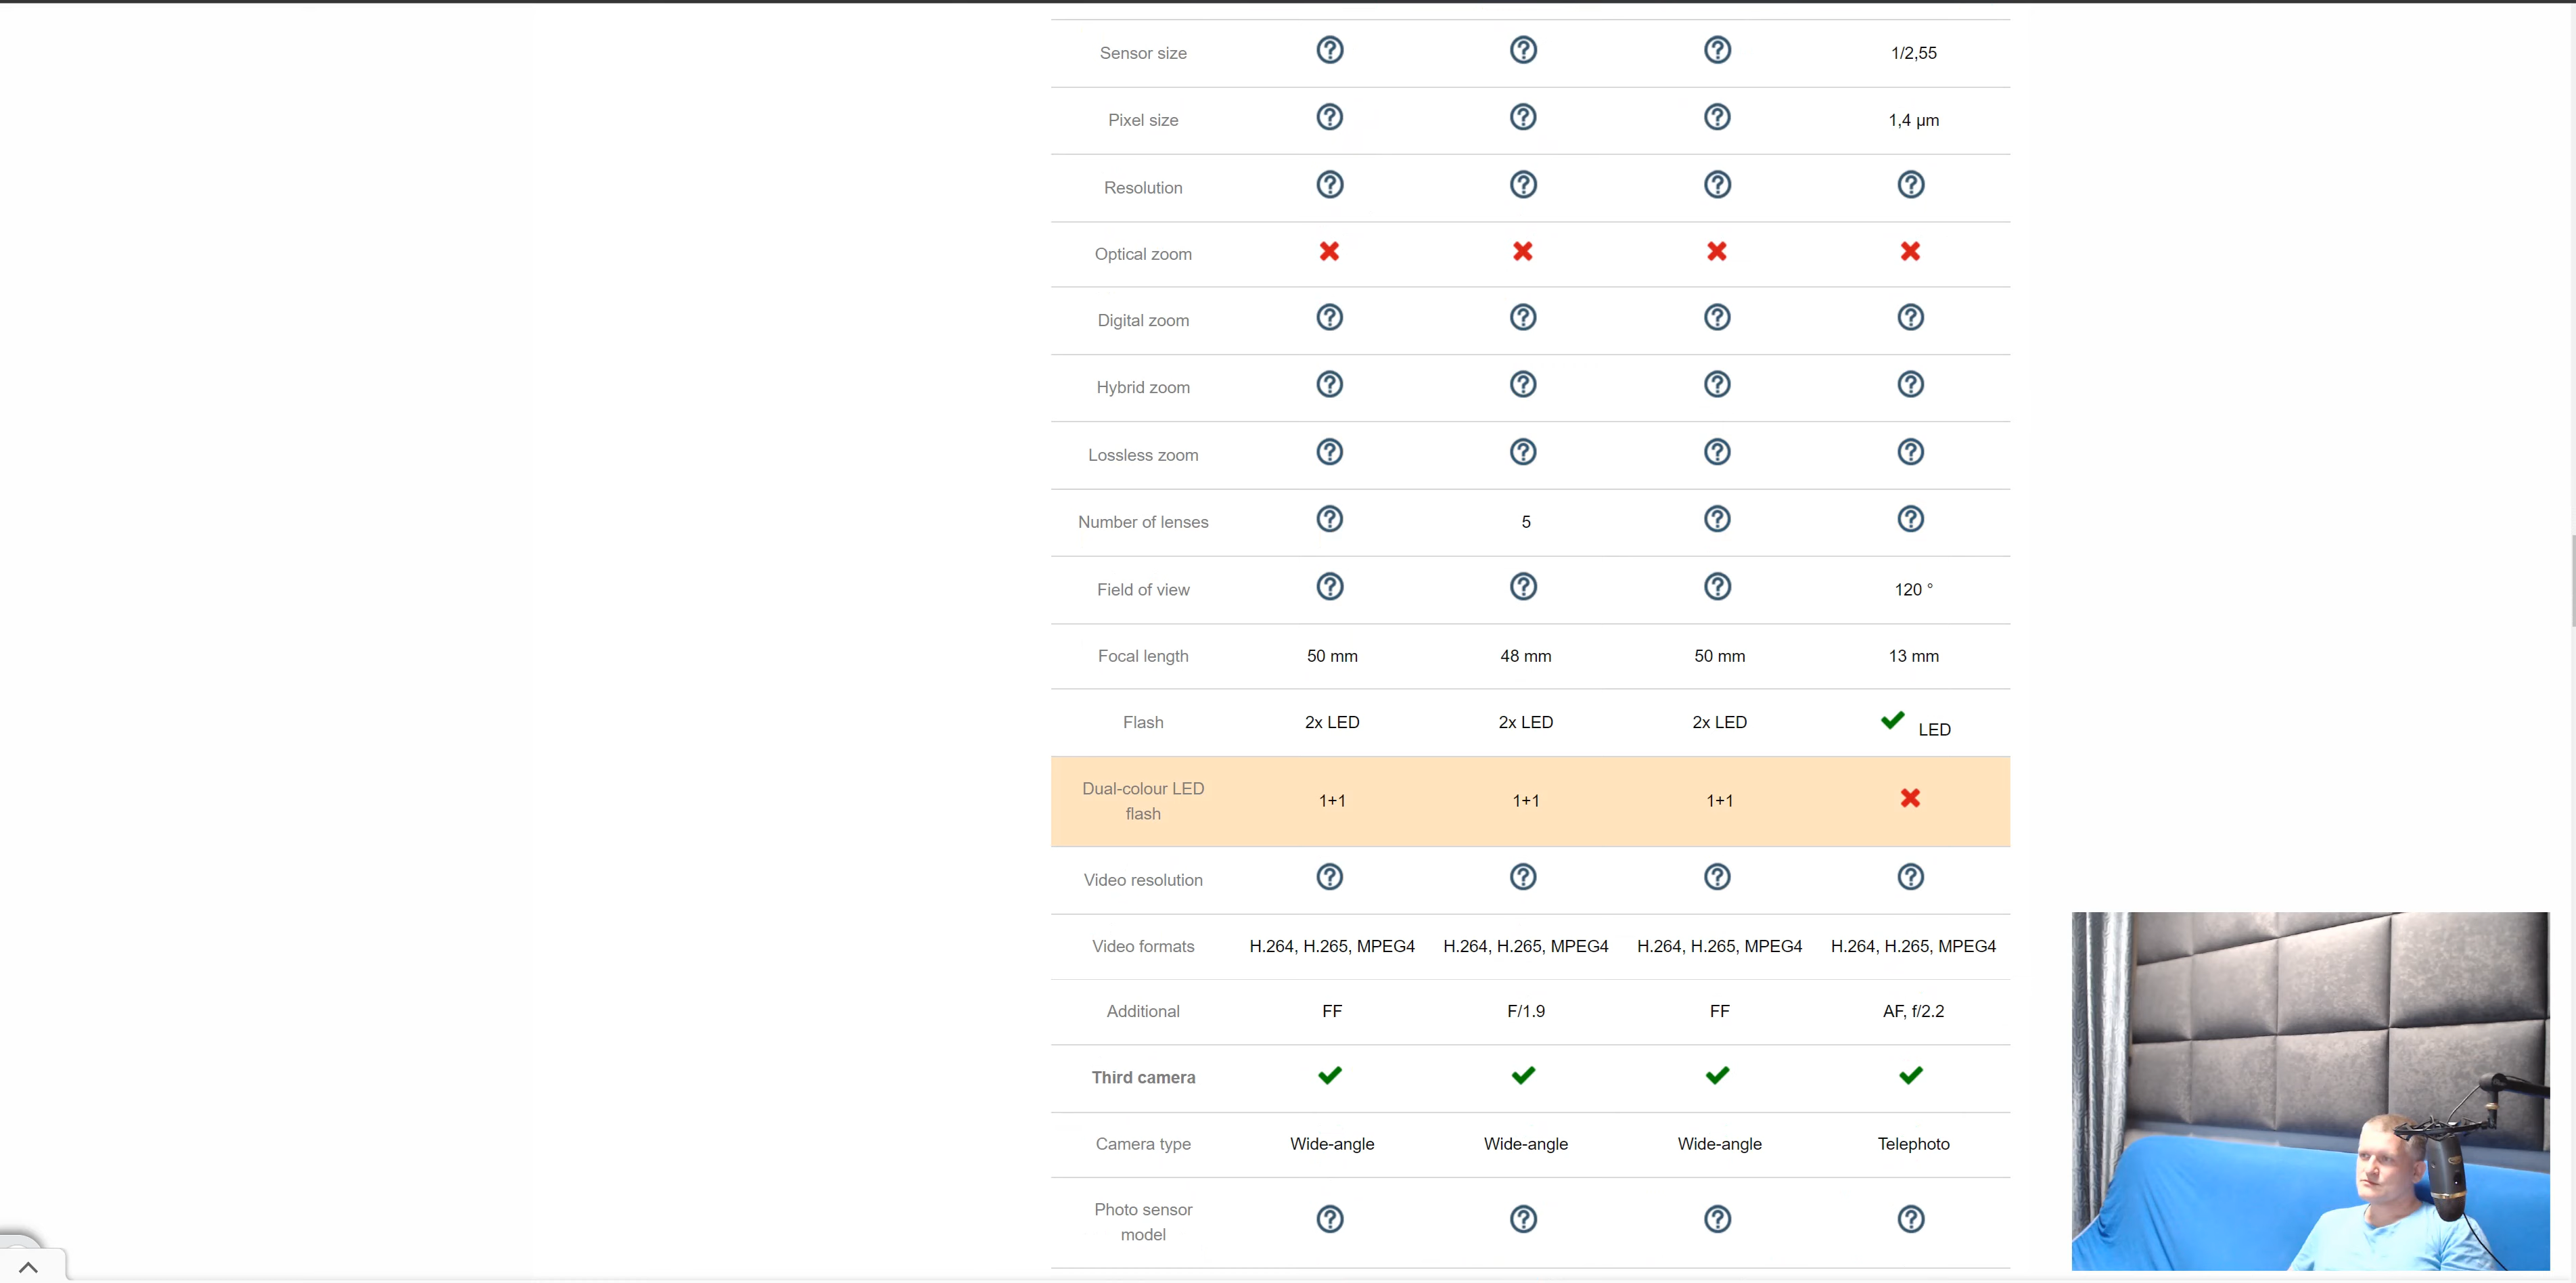 Sensor size 1/2,55
Pixel size 1,4 µm
Resolution
Optical zoom
Digital zoom
Hybrid zoom
Lossless zoom
Number of lenses 5
Field of view 120 °
Focal length 50 mm 48 mm 50 mm 13 mm
Flash 2x LED 2x LED 2x LED LED
Dual-colour LED
flash 1+1 1+1 1+1
Video resolution
Video formats H.264, H.265, MPEG4 H.264, H.265, MPEG4 H.264, H.265, MPEG4 H.264, H.265, MPEG4
Additional FF F/1.9 FF AF, f/2.2
Third camera
Camera type Wide-angle Wide-angle Wide-angle Telephoto
Photo sensor
model